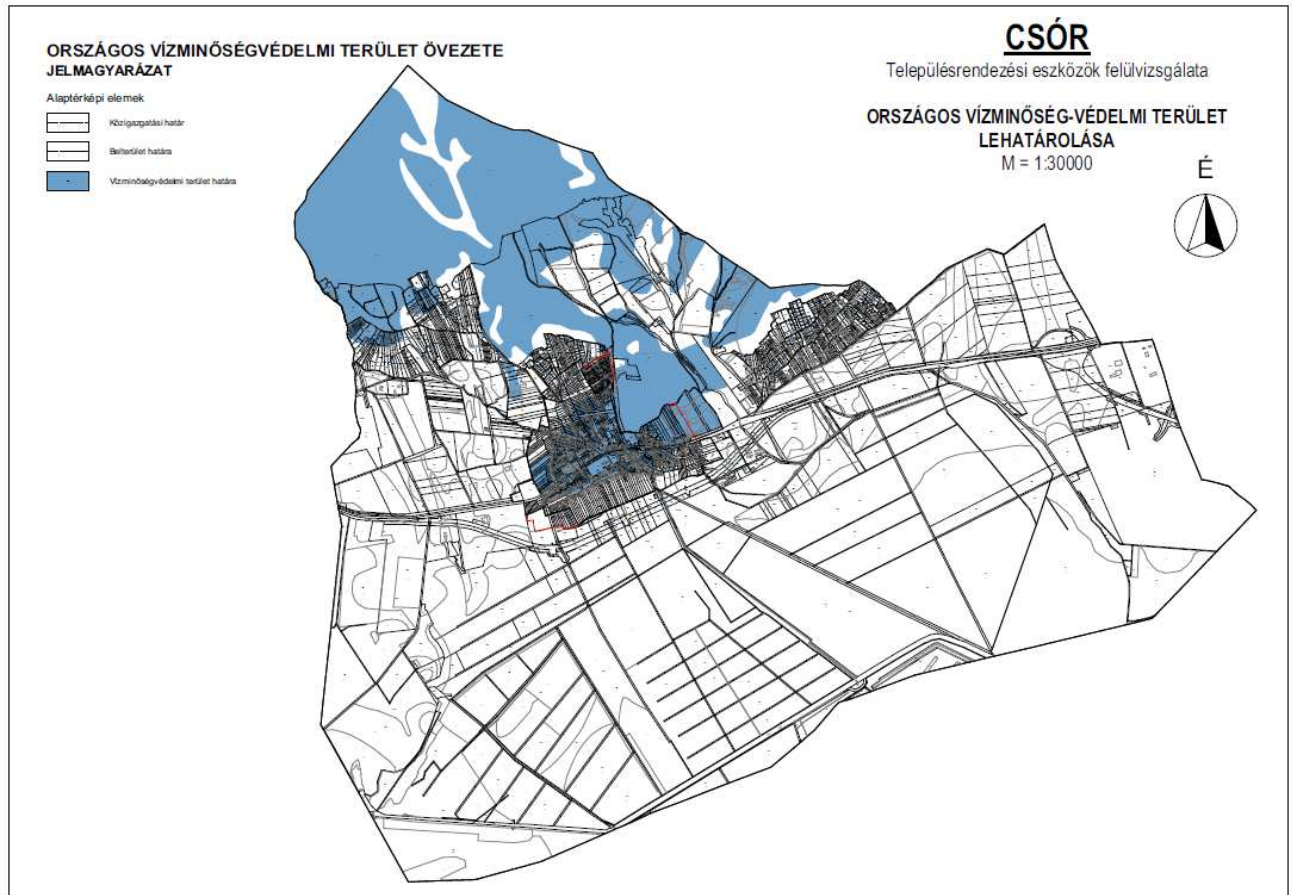 ORSZÁGOS VÍZMINŐSÉGVÉDELMI TERÜLET ÖVEZETE
JELMAGYARÁZAT
Alaptérképi elemek
Közigazgatási határ
Belterület határa
Vízminőségvédelmi terület határa
CSÓR
Településrendezési eszközök felülvizsgálata
ORSZÁGOS VÍZMINŐSÉG-VÉDELMI TERÜLET
LEHATÁROLÁSA
M = 1:30000
É